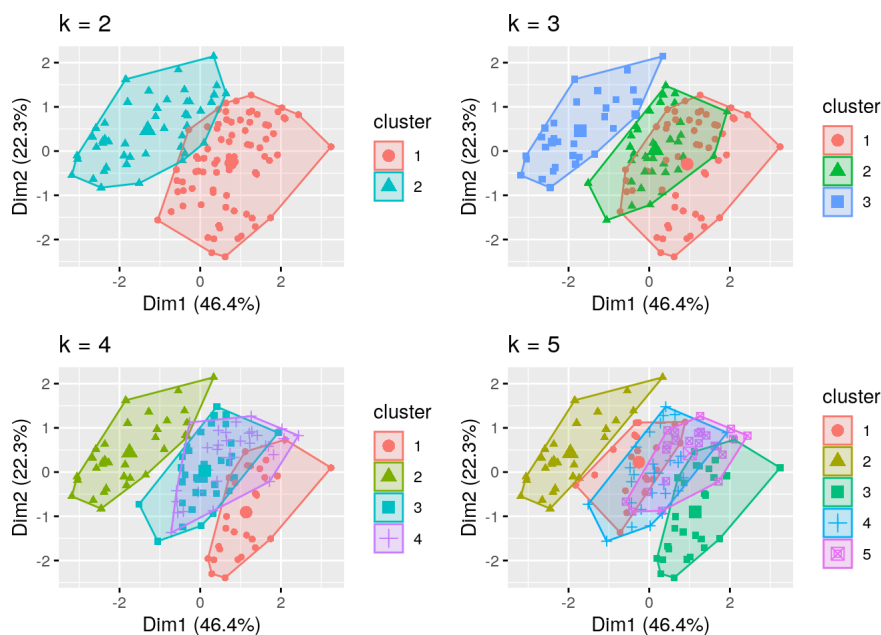 k = 2
2
1
0
-1
-2
Dim2 (22.3%)
-2
0
2
Dim1 (46.4%)
cluster
1
2
k = 3
2
1
0
-1
-2
Dim2 (22.3%)
-2
0
2
Dim1 (46.4%)
cluster
1
2
3
k = 4
2
1
0
-1
-2
Dim2 (22.3%)
-2
0
2
Dim1 (46.4%)
cluster
1
2
3
4
k = 5
2
1
0
-1
-2
Dim2 (22.3%)
-2
0
2
Dim1 (46.4%)
cluster
1
2
3
4
5